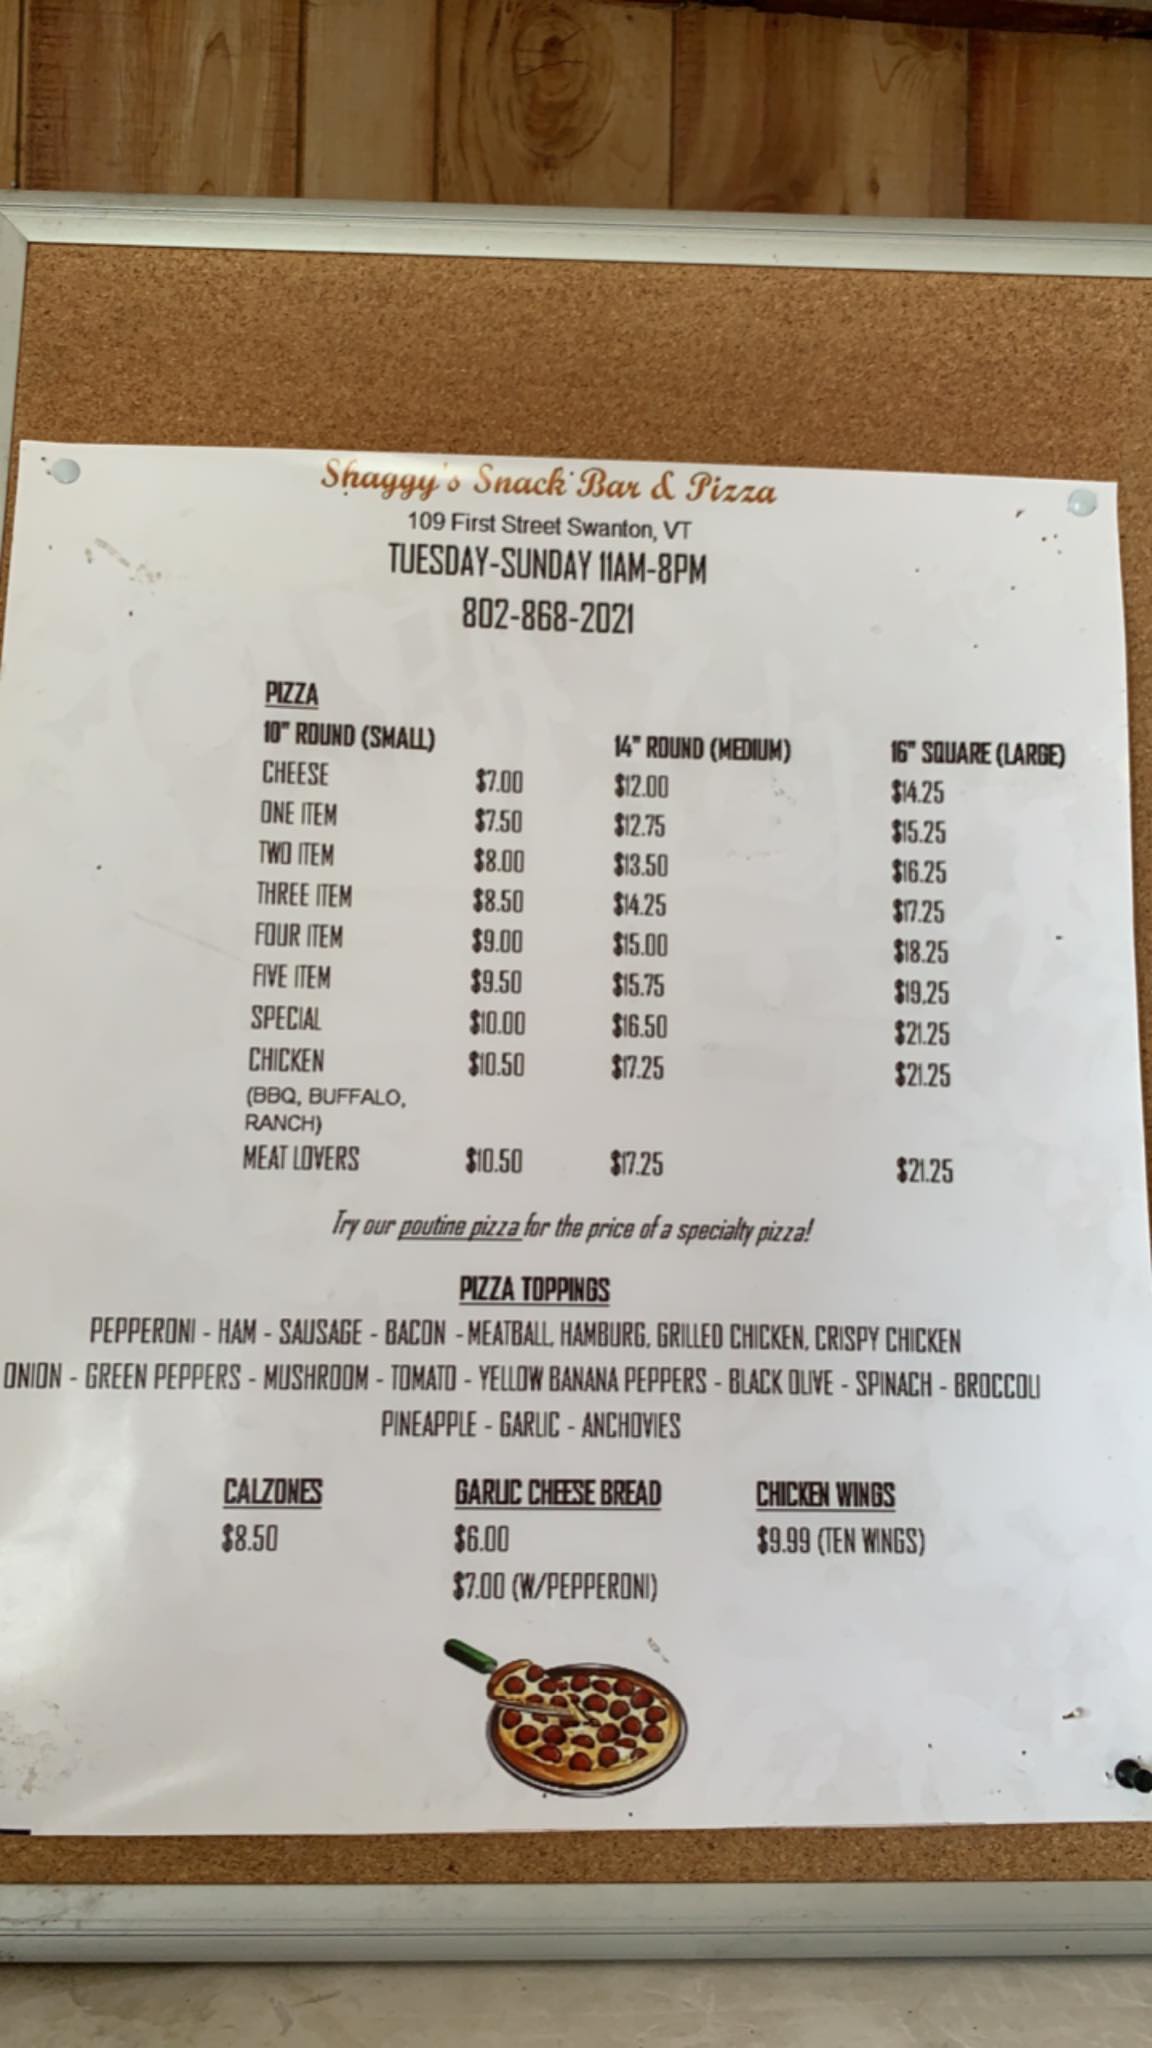 Shaggy's Snack Bar & Pizza
109 First Street Swanton, VT
TUESDAY-SUNDAY 11AM-8PM
802-868-2021
PIZZA
10" ROUND (SMALL) 14" ROUND (MEDIUM) 16" SQUARE (LARGE)
CHEESE $7.00 $12.00 $14.25
ONE ITEM $7.50 $12.75 $15.25
TWO ITEM $8.00 $13.50 $16.25
THREE ITEM $8.50 $14.25 $17.25
FOUR ITEM $9.00 $15.00 $18.25
FIVE ITEM $9.50 $15.75 $19.25
SPECIAL $10.00 $16.50 $21.25
CHICKEN $10.50 $17.25 $21.25
(BBQ, BUFFALO,
RANCH)
MEAT LOVERS $10.50 $17.25 $21.25
Try our poutine pizza for the price of a specialty pizza!
PIZZA TOPPINGS
PEPPERONI - HAM - SAUSAGE - BACON - MEATBALL, HAMBURG, GRILLED CHICKEN, CRISPY CHICKEN
ONION - GREEN PEPPERS - MUSHROOM - TOMATO - YELLOW BANANA PEPPERS - BLACK OLIVE - SPINACH - BROCCOLI
PINEAPPLE - GARLIC - ANCHOVIES
CALZONES GARLIC CHEESE BREAD CHICKEN WINGS
$8.50 $6.00 $9.99 (TEN WINGS)
$7.00 (W/PEPPERONI)